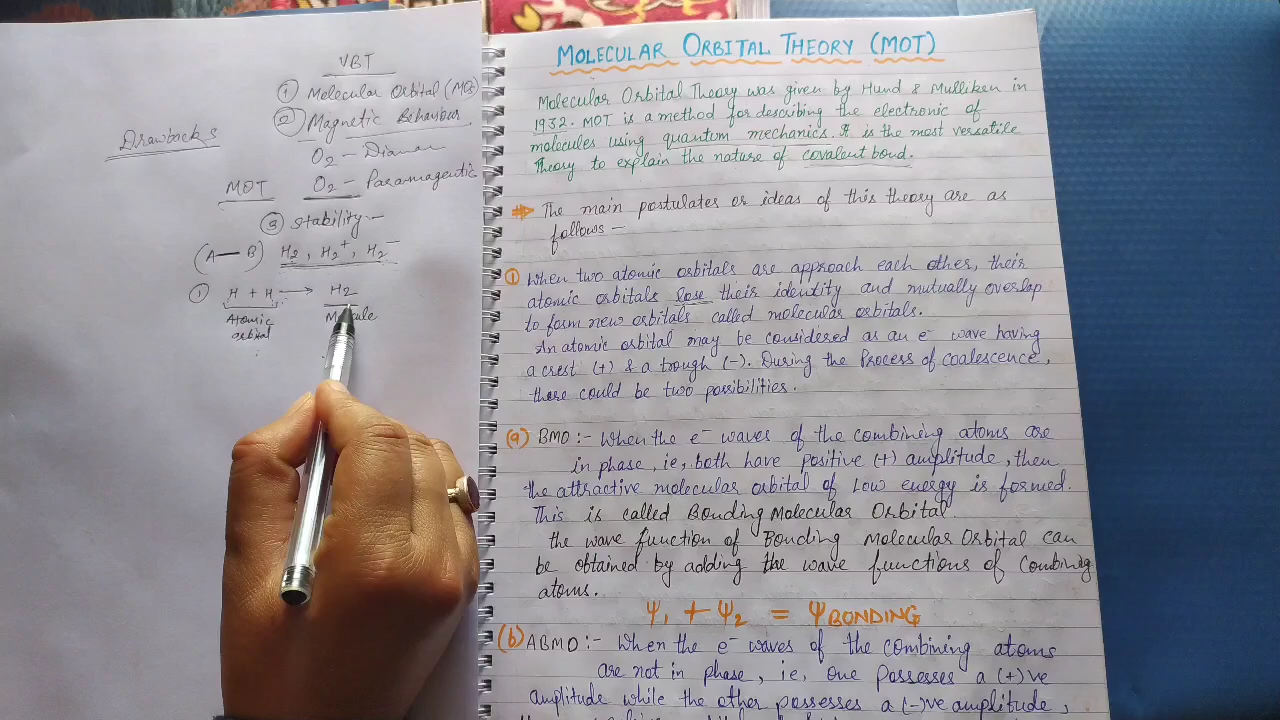 VBT
① Molecular Orbital (MO)
② Magnetic Behaviour
Drawbacks
O2 - Diamag
MOT O2 - Paramagnetic
③ Stability -
(A — B) H2, H2+, H2-
① H + H → H2
Atomic
orbital
MOLECULAR ORBITAL THEORY (MOT)
Molecular Orbital Theory was given by Hund & Mulliken in
1932. MOT is a method for describing the electronic of
molecules using quantum mechanics. It is the most versatile
Theory to explain the nature of covalent bond.
⇒ The main postulates or ideas of this theory are as
follows -
① When two atomic orbitals are approach each other, their
atomic orbitals lose their identity and mutually overlap
to form new orbitals called molecular orbitals.
An atomic orbital may be considered as an e⁻ wave having
a crest (+) & a trough (-). During the Process of coalescence,
there could be two possibilities.
(a) BMO :- When the e⁻ waves of the combining atoms are
in phase, ie, both have positive (+) amplitude, then
the attractive molecular orbital of Low energy is formed.
This is called Bonding Molecular Orbital.
the wave function of Bonding Molecular Orbital can
be obtained by adding the wave functions of Combining
atoms.
Ψ1 + Ψ2 = ΨBONDING
(b) ABMO :- When the e⁻ waves of the combining atoms
are not in phase, ie, One possesses a (+)ve
amplitude while the other possesses a (-)ve amplitude,